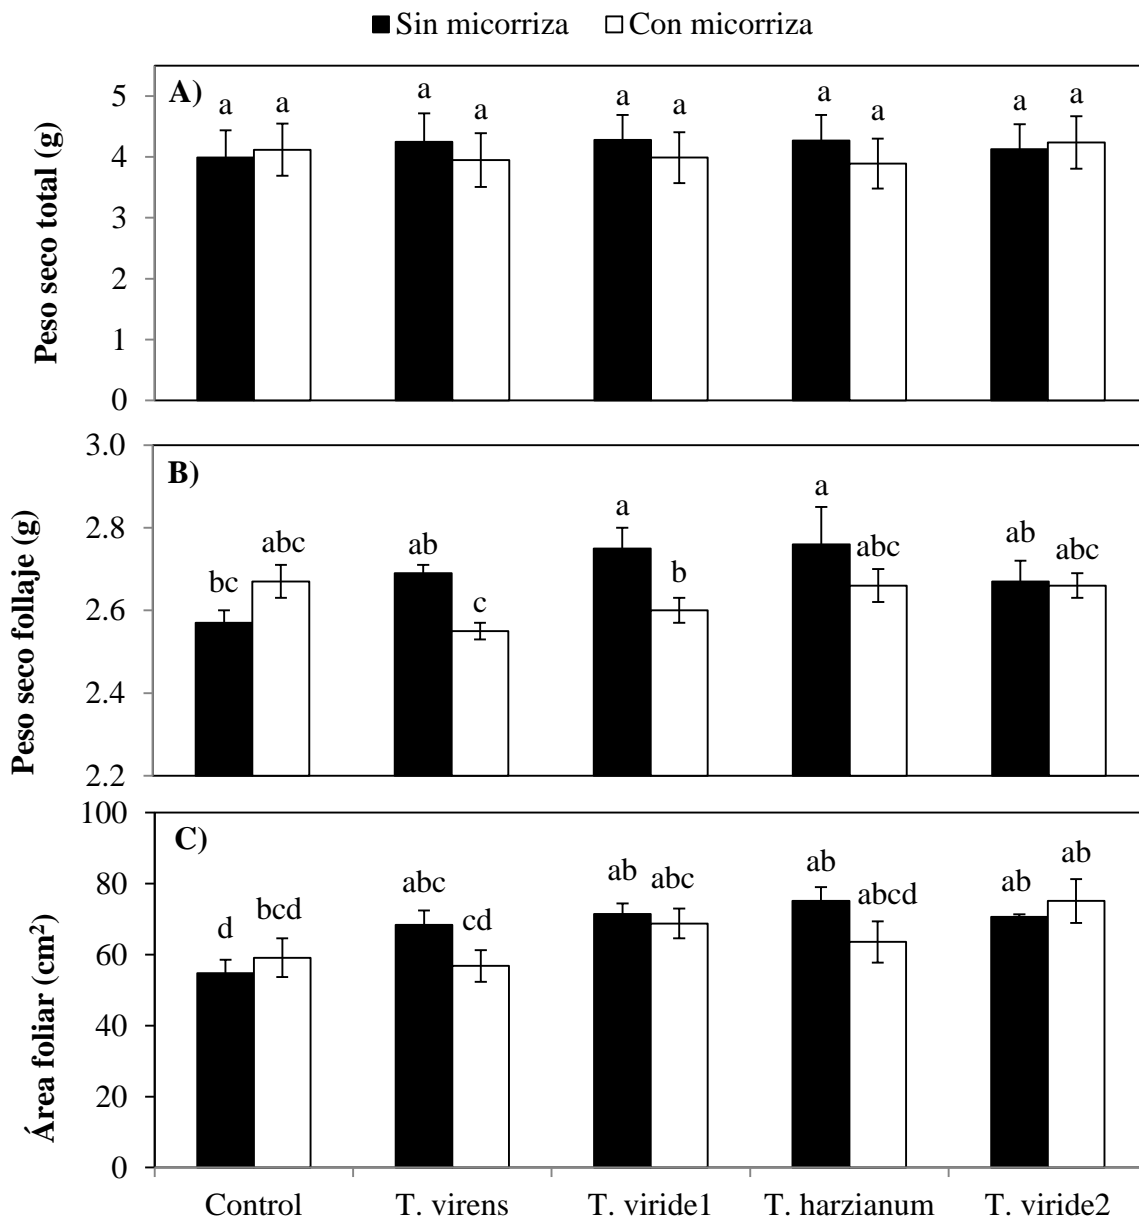 Sin micorriza Con micorriza
A)
Peso seco total (g)
5
4
3
2
1
0
a a a a a a a a a a
B)
Peso seco follaje (g)
3.0
2.8
2.6
2.4
2.2
bc abc ab c a b a abc ab abc
C)
Área foliar (cm²)
100
80
60
40
20
0
d bcd abc cd ab abc ab abcd ab ab
Control T. virens T. viride1 T. harzianum T. viride2